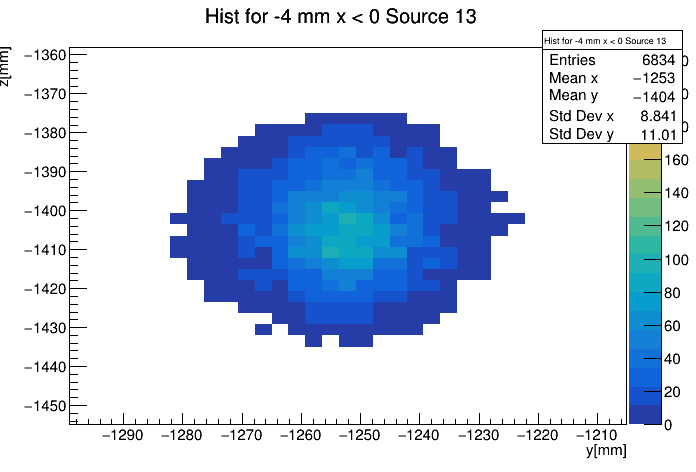 Hist for -4 mm x < 0 Source 13
Hist for -4 mm x < 0 Source 13
Entries 6834
Mean x −1253
Mean y −1404
Std Dev x 8.841
Std Dev y 11.01
z[mm]
−1360
−1370
−1380
−1390
−1400
−1410
−1420
−1430
−1440
−1450
160
140
120
100
80
60
40
20
0
−1290 −1280 −1270 −1260 −1250 −1240 −1230 −1220 −1210
y[mm]